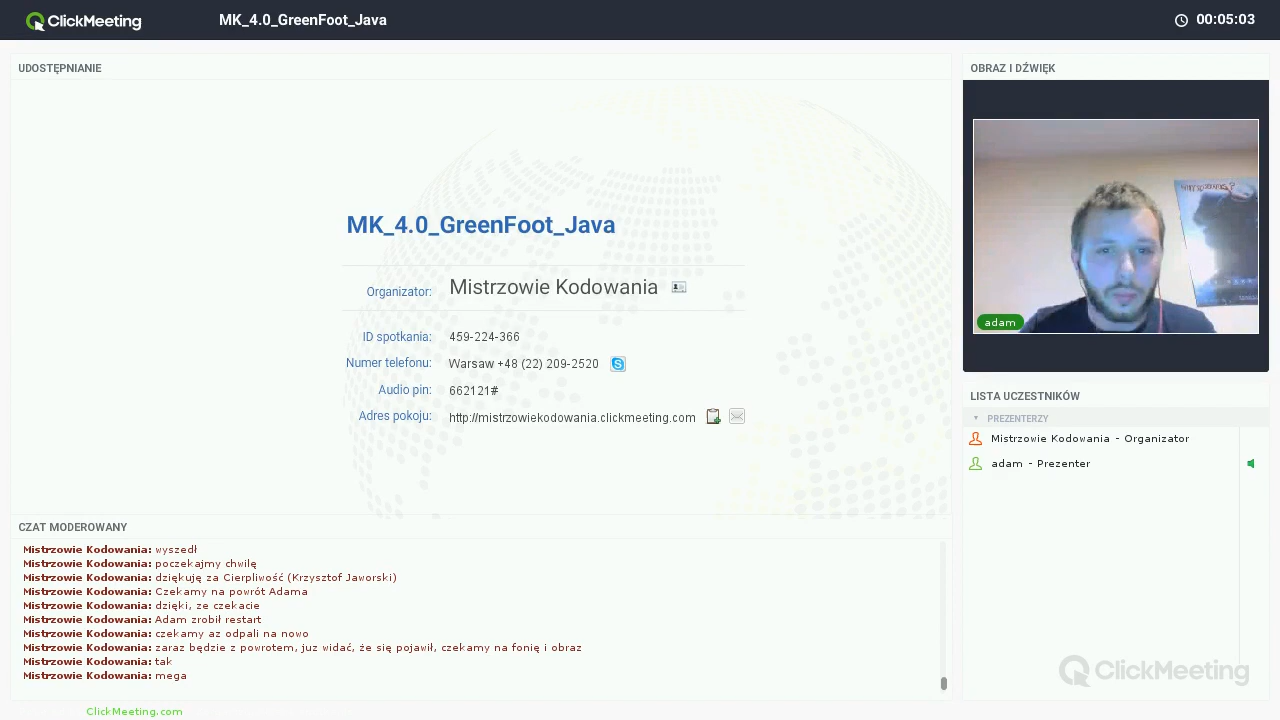 ClickMeeting
MK_4.0_GreenFoot_Java
00:05:03
UDOSTĘPNIANIE
MK_4.0_GreenFoot_Java
Organizator: Mistrzowie Kodowania
ID spotkania: 459-224-366
Numer telefonu: Warsaw +48 (22) 209-2520
Audio pin: 662121#
Adres pokoju: http://mistrzowiekodowania.clickmeeting.com
CZAT MODEROWANY
Mistrzowie Kodowania: wyszedł
Mistrzowie Kodowania: poczekajmy chwilę
Mistrzowie Kodowania: dziękuję za Cierpliwość (Krzysztof Jaworski)
Mistrzowie Kodowania: Czekamy na powrót Adama
Mistrzowie Kodowania: dzięki, ze czekacie
Mistrzowie Kodowania: Adam zrobił restart
Mistrzowie Kodowania: czekamy az odpali na nowo
Mistrzowie Kodowania: zaraz będzie z powrotem, juz widać, że się pojawił, czekamy na fonię i obraz
Mistrzowie Kodowania: tak
Mistrzowie Kodowania: mega
ClickMeeting.com
OBRAZ I DŹWIĘK
adam
LISTA UCZESTNIKÓW
PREZENTERZY
Mistrzowie Kodowania - Organizator
adam - Prezenter
ClickMeeting